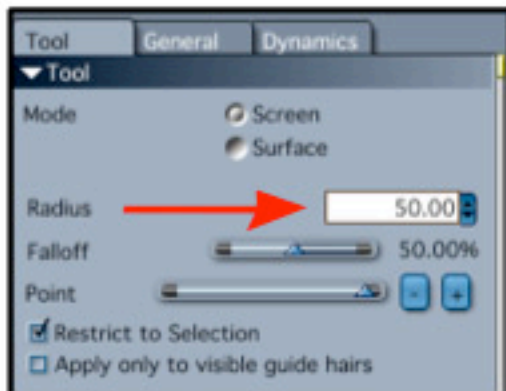 Tool General Dynamics
Tool
Mode Screen
Surface
Radius 50.00
Falloff 50.00%
Point - +
Restrict to Selection
Apply only to visible guide hairs